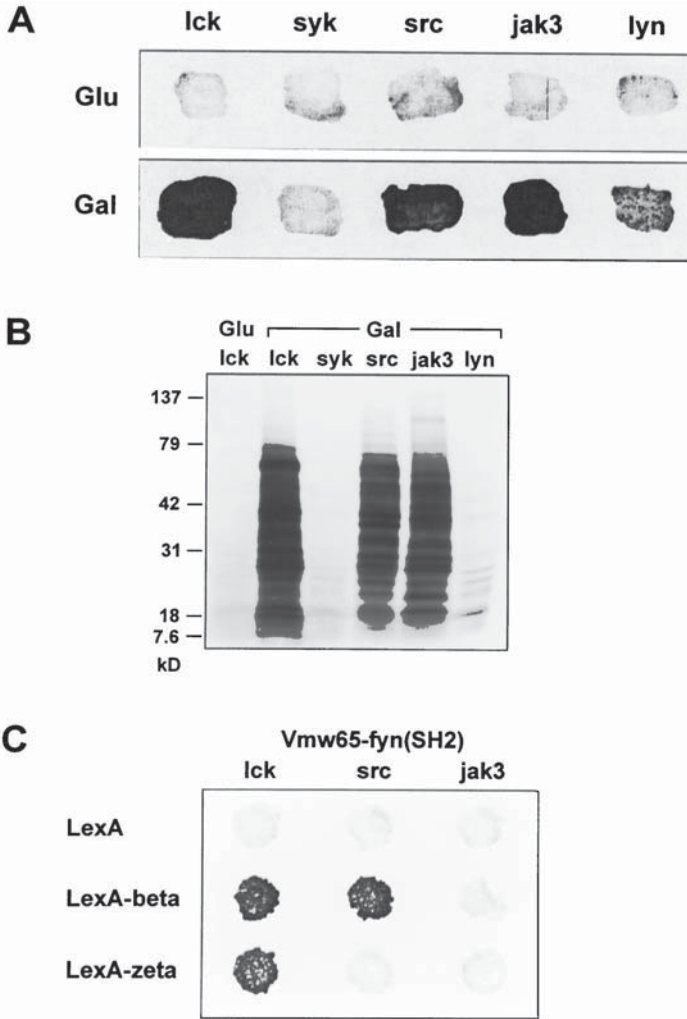 A
lck syk src jak3 lyn
Glu
Gal
B
Glu Gal
lck lck syk src jak3 lyn
137
79
42
31
18
7.6
kD
C
Vmw65-fyn(SH2)
lck src jak3
LexA
LexA-beta
LexA-zeta